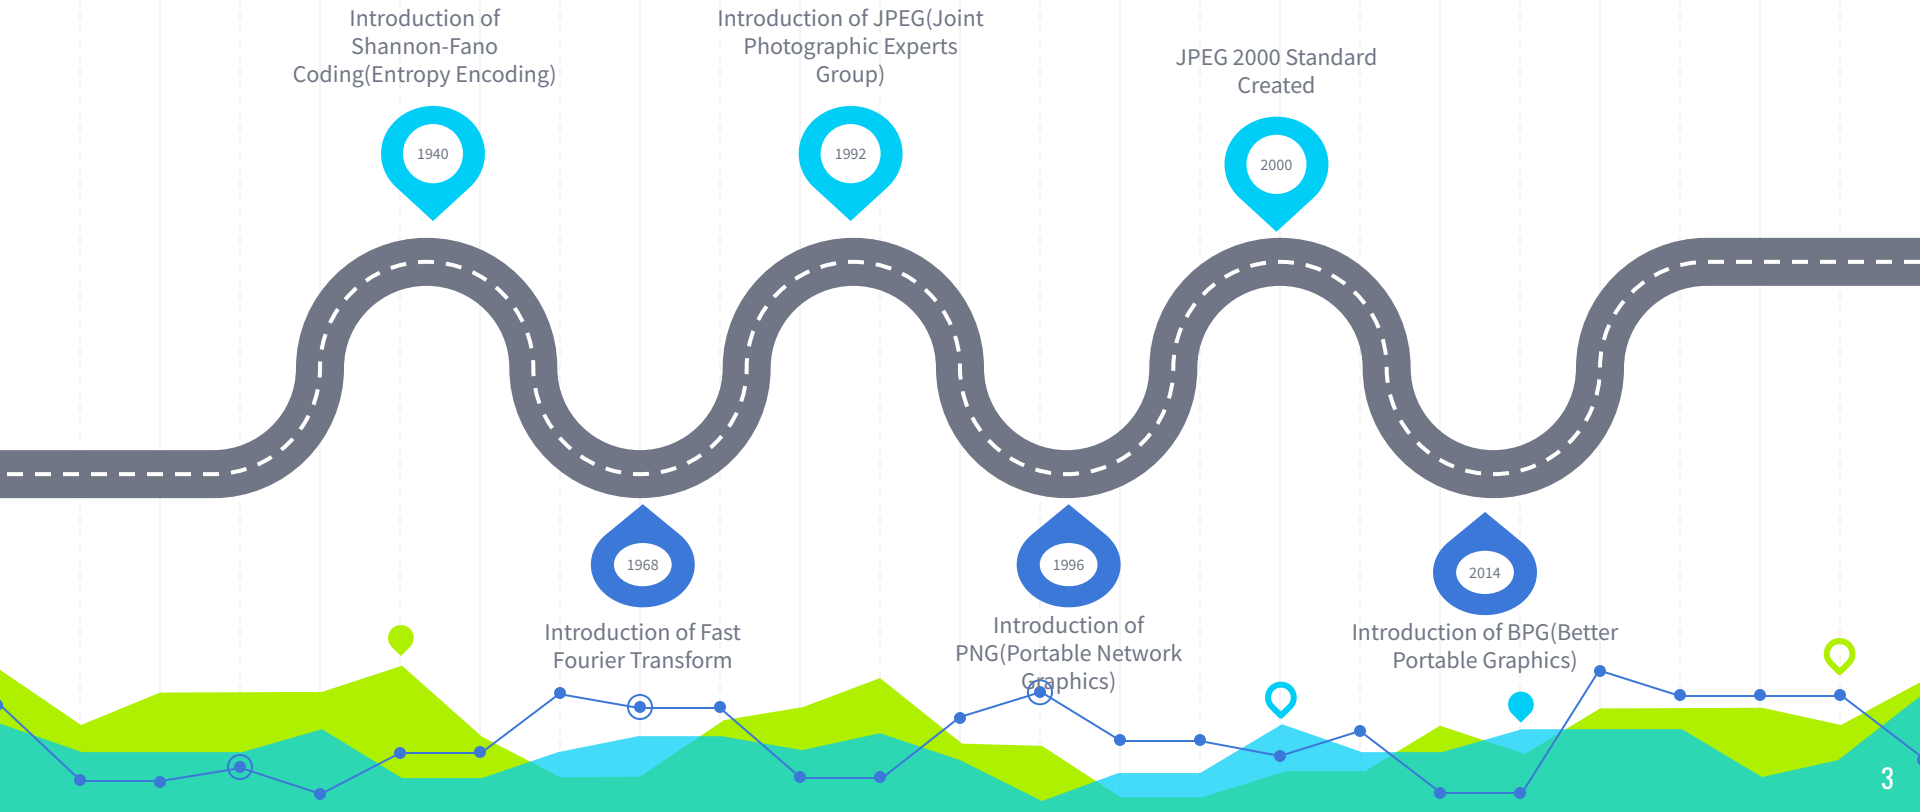 Introduction of
Shannon-Fano
Coding(Entropy Encoding)
1940
Introduction of JPEG(Joint
Photographic Experts
Group)
1992
JPEG 2000 Standard
Created
2000
1968
Introduction of Fast
Fourier Transform
1996
Introduction of
PNG(Portable Network
Graphics)
2014
Introduction of BPG(Better
Portable Graphics)
3